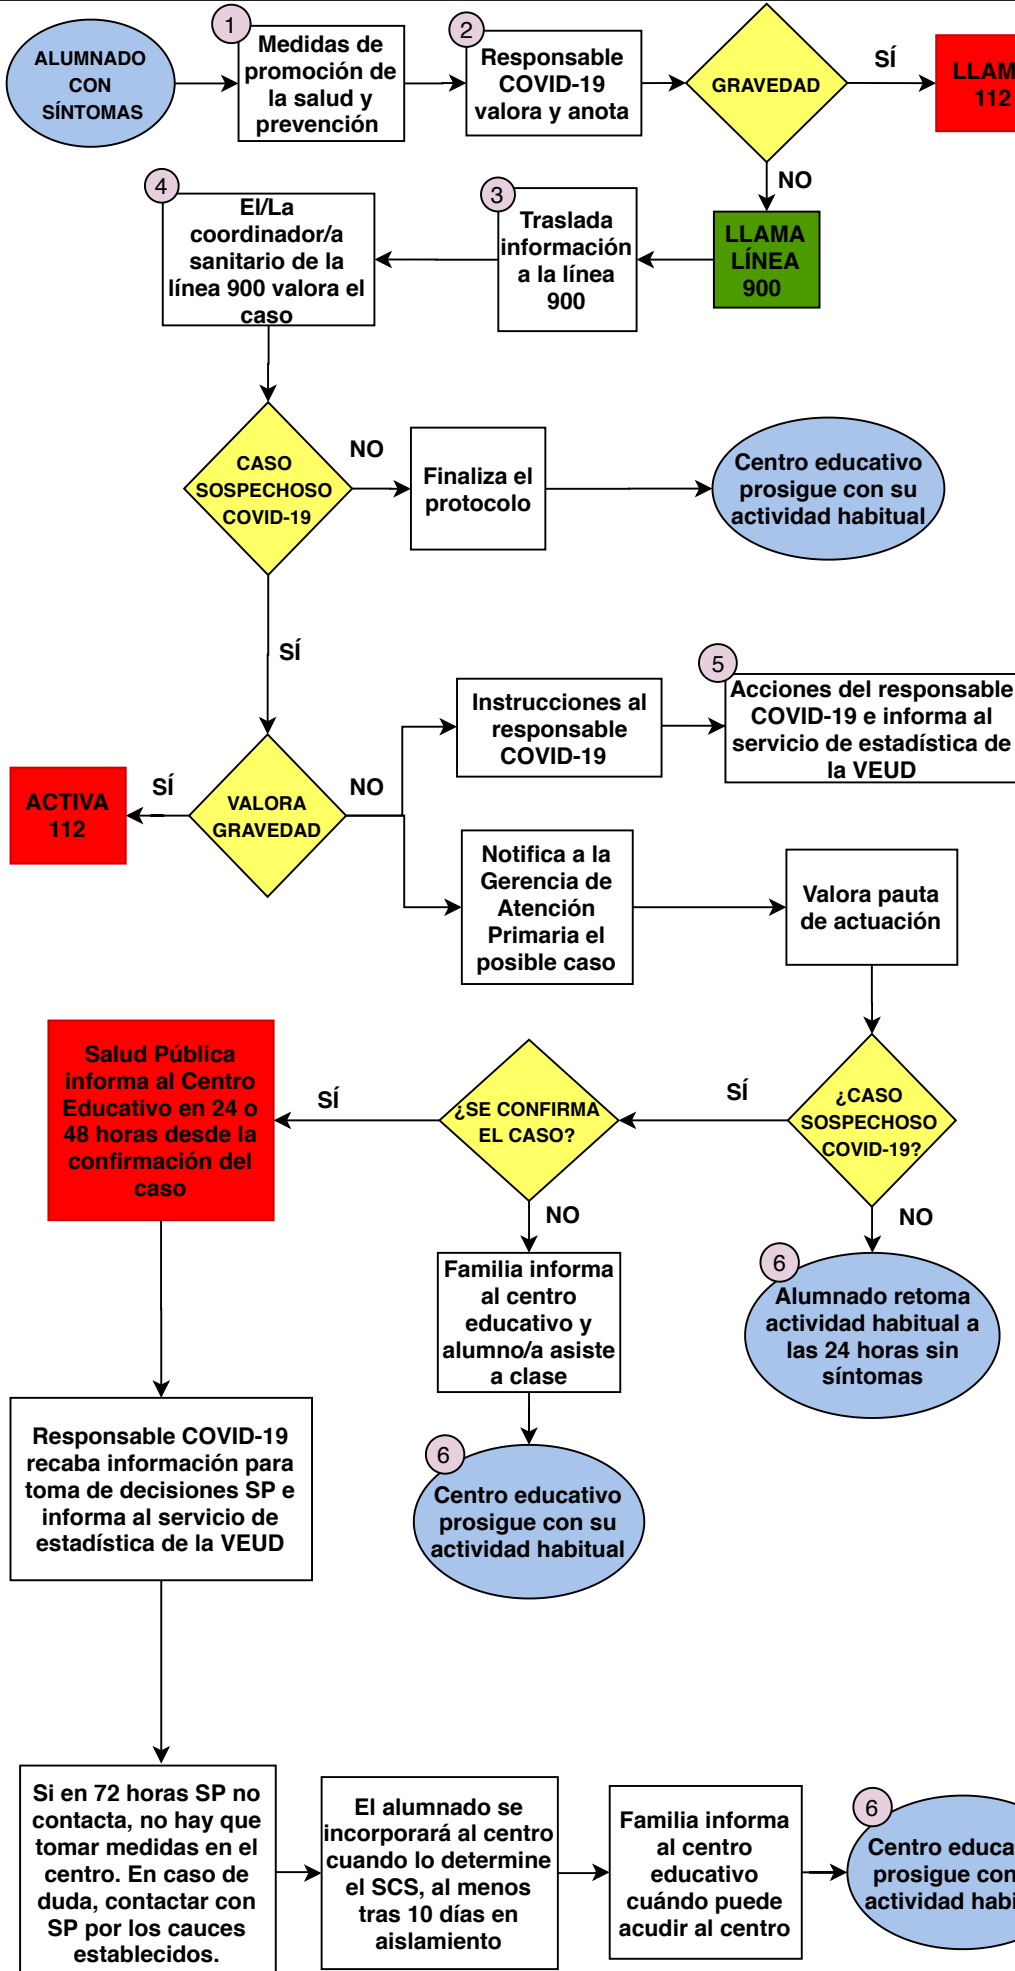 ALUMNADO
CON
SÍNTOMAS
1
Medidas de
promoción de
la salud y
prevención
2
Responsable
COVID-19
valora y anota
GRAVEDAD
SÍ
LLAM
112
NO
LLAMA
LÍNEA
900
3
Traslada
información
a la línea
900
4
El/La
coordinador/a
sanitario de la
línea 900 valora el
caso
CASO
SOSPECHOSO
COVID-19
NO
Finaliza el
protocolo
Centro educativo
prosigue con su
actividad habitual
SÍ
VALORA
GRAVEDAD
SÍ
ACTIVA
112
NO
Instrucciones al
responsable
COVID-19
5
Acciones del responsable
COVID-19 e informa al
servicio de estadística de
la VEUD
Notifica a la
Gerencia de
Atención
Primaria el
posible caso
Valora pauta
de actuación
¿CASO
SOSPECHOSO
COVID-19?
SÍ
NO
6
Alumnado retoma
actividad habitual a
las 24 horas sin
síntomas
¿SE CONFIRMA
EL CASO?
SÍ
NO
Familia informa
al centro
educativo y
alumno/a asiste
a clase
6
Centro educativo
prosigue con su
actividad habitual
Salud Pública
informa al Centro
Educativo en 24 o
48 horas desde la
confirmación del
caso
Responsable COVID-19
recaba información para
toma de decisiones SP e
informa al servicio de
estadística de la VEUD
Si en 72 horas SP no
contacta, no hay que
tomar medidas en el
centro. En caso de
duda, contactar con
SP por los cauces
establecidos.
El alumnado se
incorporará al centro
cuando lo determine
el SCS, al menos
tras 10 días en
aislamiento
Familia informa
al centro
educativo
cuándo puede
acudir al centro
6
Centro educa
prosigue con
actividad habi